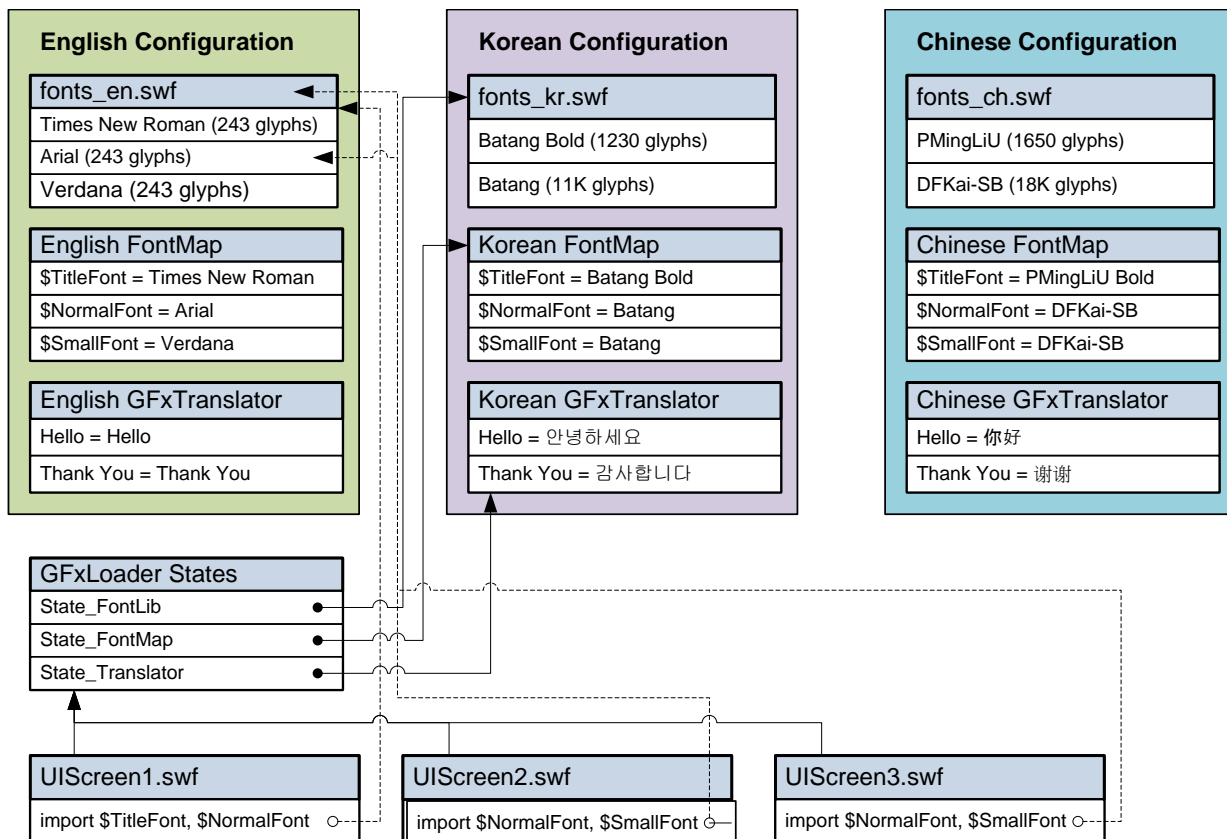 English Configuration
fonts_en.swf
Times New Roman (243 glyphs)
Arial (243 glyphs)
Verdana (243 glyphs)
English FontMap
$TitleFont = Times New Roman
$NormalFont = Arial
$SmallFont = Verdana
English GFxTranslator
Hello = Hello
Thank You = Thank You
Korean Configuration
fonts_kr.swf
Batang Bold (1230 glyphs)
Batang (11K glyphs)
Korean FontMap
$TitleFont = Batang Bold
$NormalFont = Batang
$SmallFont = Batang
Korean GFxTranslator
Hello = 안녕하세요
Thank You = 감사합니다
Chinese Configuration
fonts_ch.swf
PMingLiU (1650 glyphs)
DFKai-SB (18K glyphs)
Chinese FontMap
$TitleFont = PMingLiU Bold
$NormalFont = DFKai-SB
$SmallFont = DFKai-SB
Chinese GFxTranslator
Hello = 你好
Thank You = 谢谢
GFxLoader States
State_FontLib
State_FontMap
State_Translator
UIScreen1.swf
import $TitleFont, $NormalFont
UIScreen2.swf
import $NormalFont, $SmallFont
UIScreen3.swf
import $NormalFont, $SmallFont